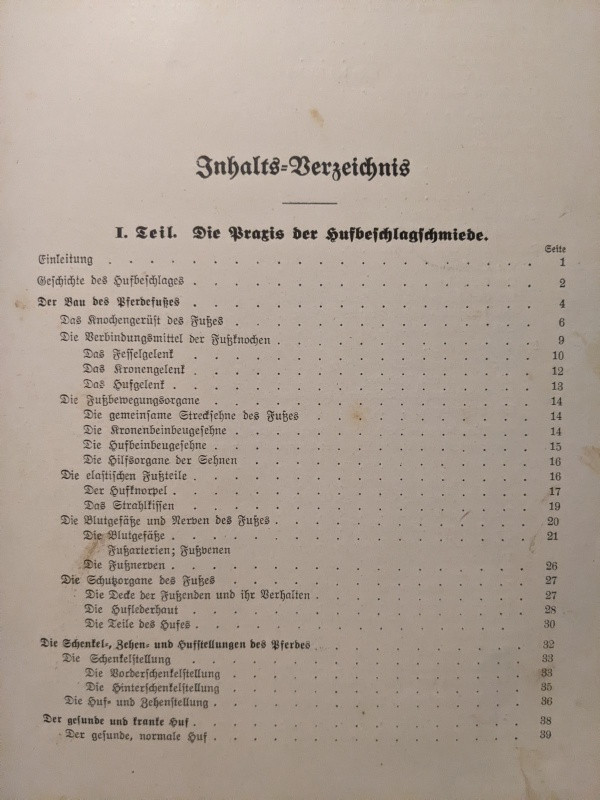 Inhalts-Verzeichnis
I. Teil. Die Praxis der Hufbeschlagschmiede.
Seite
Einleitung . . . . . . . . . . . . . . 1
Geschichte des Hufbeschlages . . . . . . . . . . . . 2
Der Bau des Pferdefußes . . . . . . . . . . . . 4
Das Knochengerüst des Fußes . . . . . . . . . . . 6
Die Verbindungsmittel der Fußknochen . . . . . . . . . 9
Das Fesselgelenk . . . . . . . . . . . . 10
Das Kronengelenk . . . . . . . . . . . . 12
Das Hufgelenk . . . . . . . . . . . . 13
Die Fußbewegungsorgane . . . . . . . . . . . 14
Die gemeinsame Strecksehne des Fußes . . . . . . . . 14
Die Kronenbeinbeugesehne . . . . . . . . . . 14
Die Hufbeinbeugesehne . . . . . . . . . . . 15
Die Hilfsorgane der Sehnen . . . . . . . . . . 16
Die elastischen Fußteile . . . . . . . . . . . 16
Der Hufknorpel . . . . . . . . . . . . 17
Das Strahlkissen . . . . . . . . . . . . 19
Die Blutgefäße und Nerven des Fußes . . . . . . . . . 20
Die Blutgefäße . . . . . . . . . . . . 21
Fußarterien; Fußvenen
Die Fußnerven . . . . . . . . . . . . 26
Die Schutzorgane des Fußes . . . . . . . . . . 27
Die Decke der Fußenden und ihr Verhalten . . . . . . . 27
Die Huflederhaut . . . . . . . . . . . . 28
Die Teile des Hufes . . . . . . . . . . . 30
Die Schenkel-, Zehen- und Hufstellungen des Pferdes . . . . . . . 32
Die Schenkelstellung . . . . . . . . . . . 33
Die Vorderschenkelstellung . . . . . . . . . . 33
Die Hinterschenkelstellung . . . . . . . . . . 35
Die Huf- und Zehenstellung . . . . . . . . . . 36
Der gesunde und kranke Huf . . . . . . . . . . . 38
Der gesunde, normale Huf . . . . . . . . . . . 39